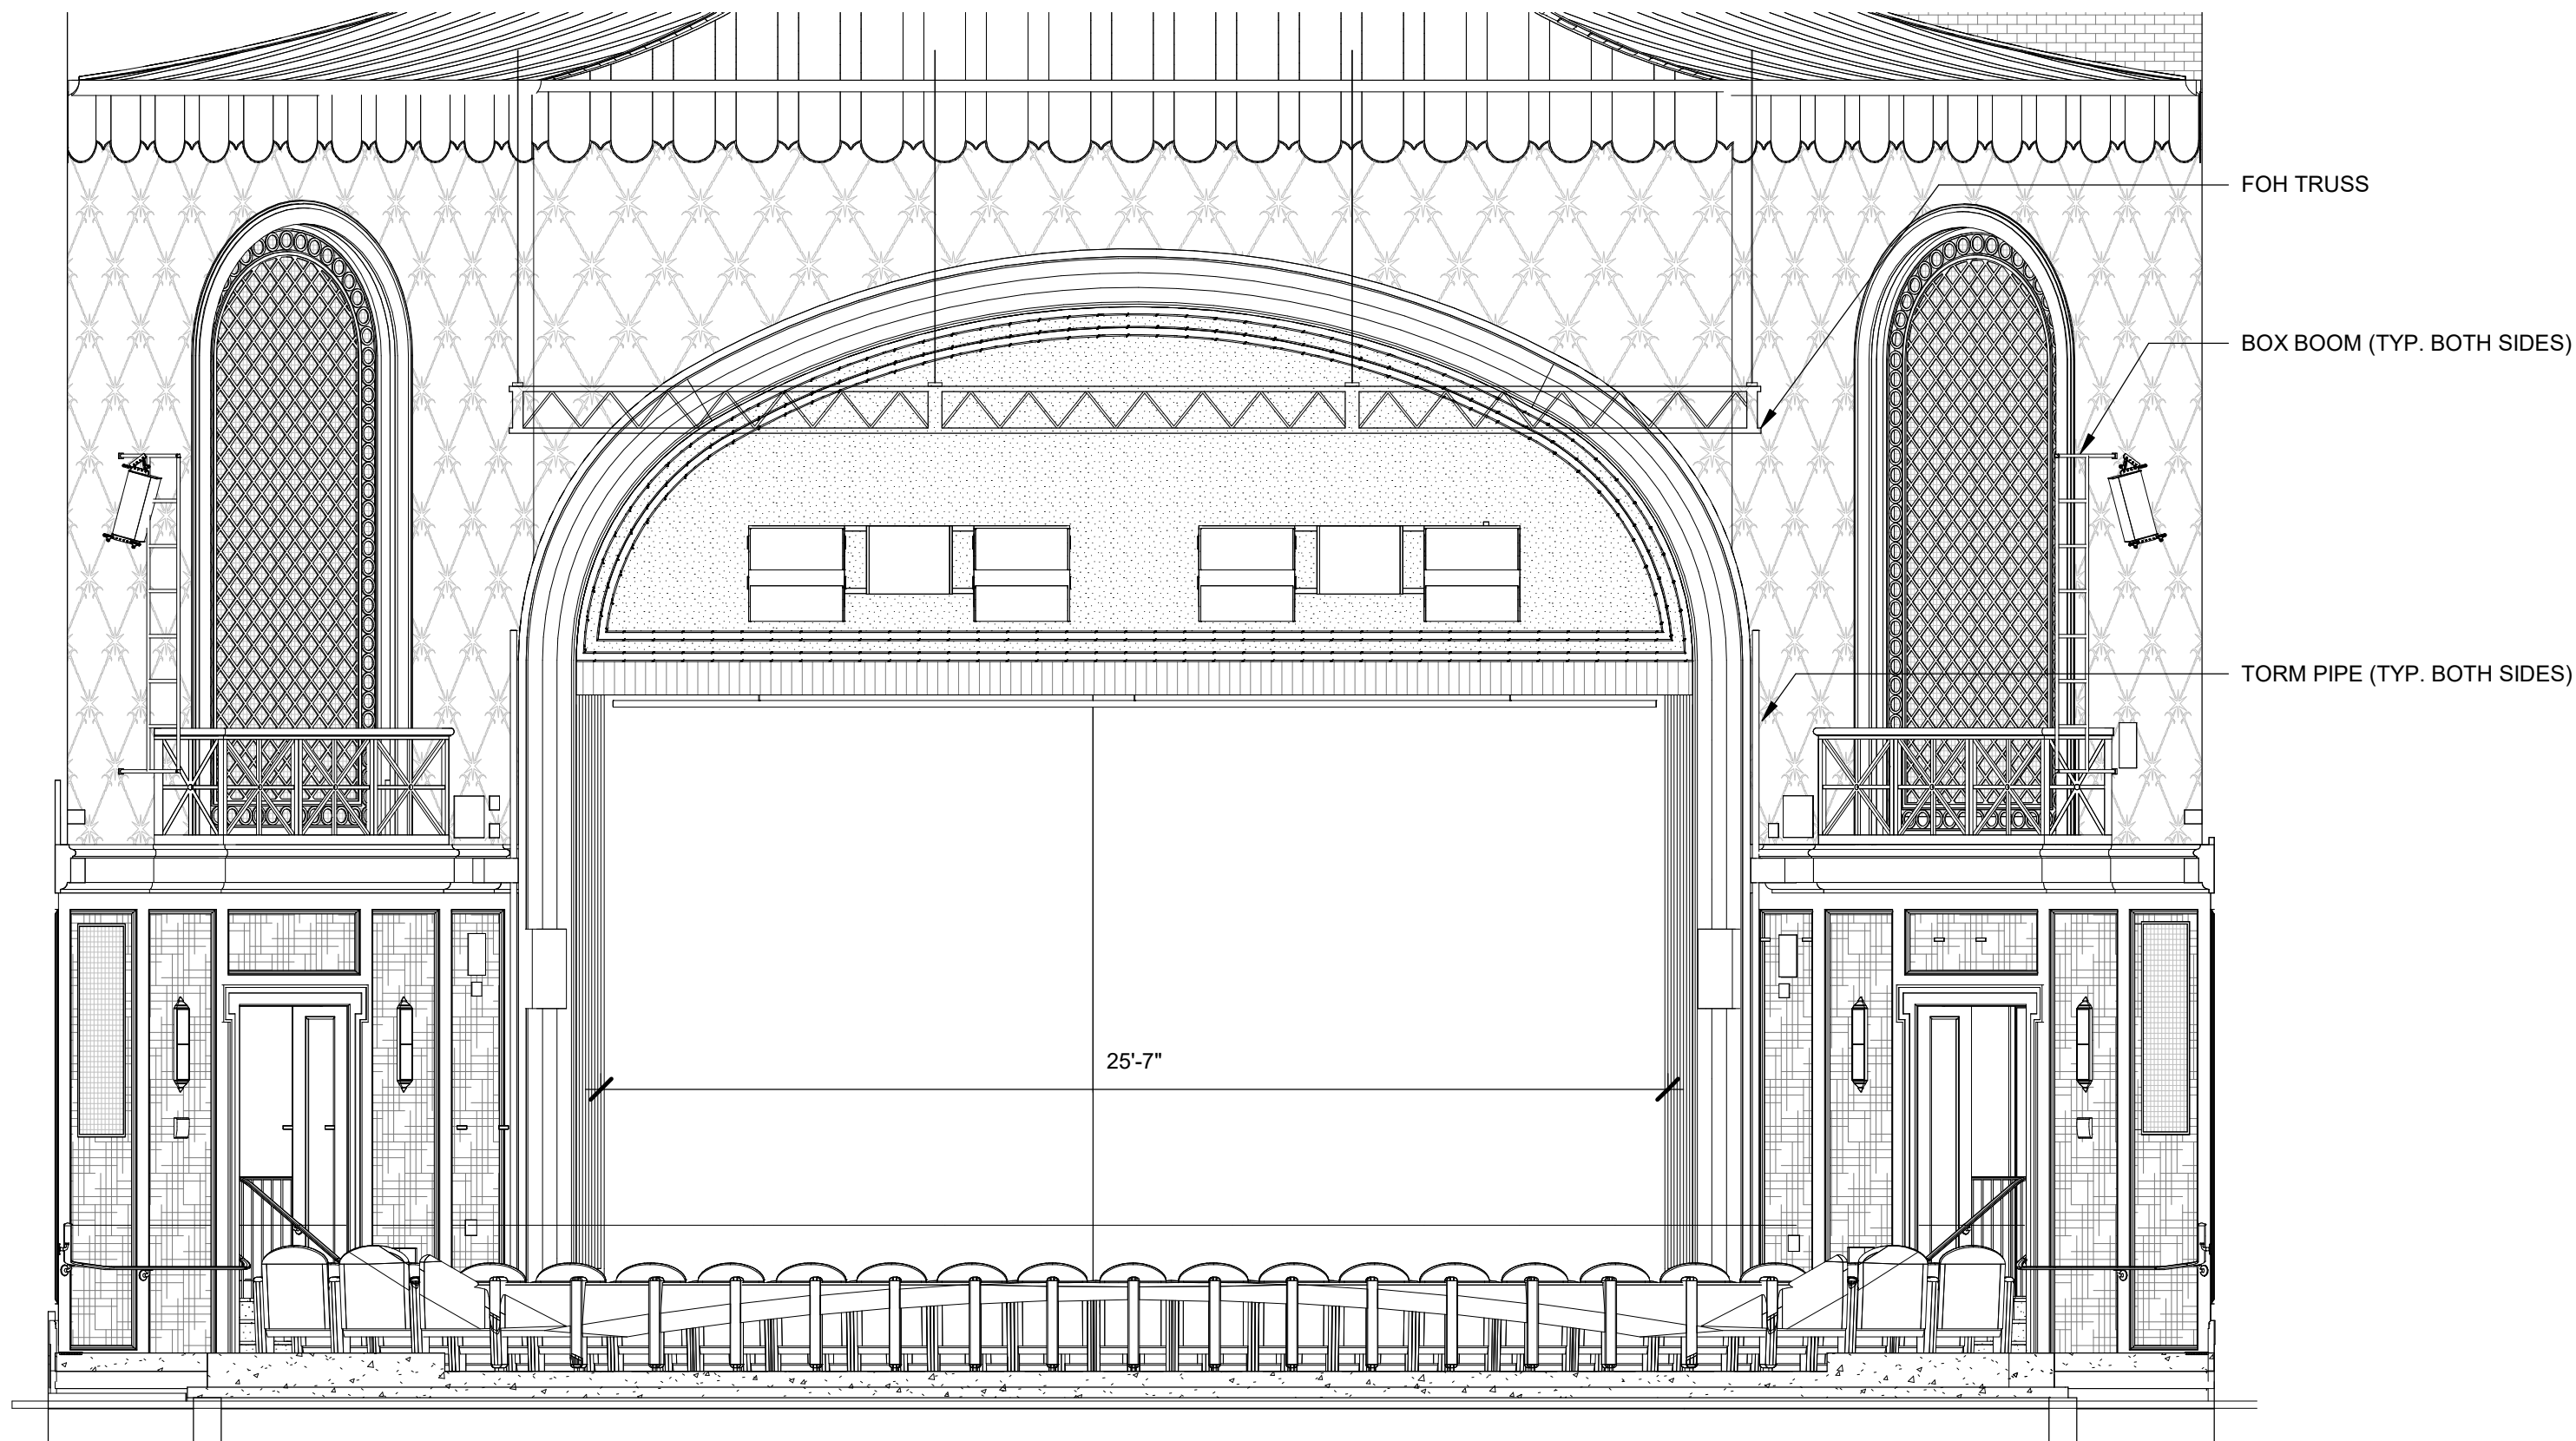 FOH TRUSS
BOX BOOM (TYP. BOTH SIDES)
TORM PIPE (TYP. BOTH SIDES)
25'-7"